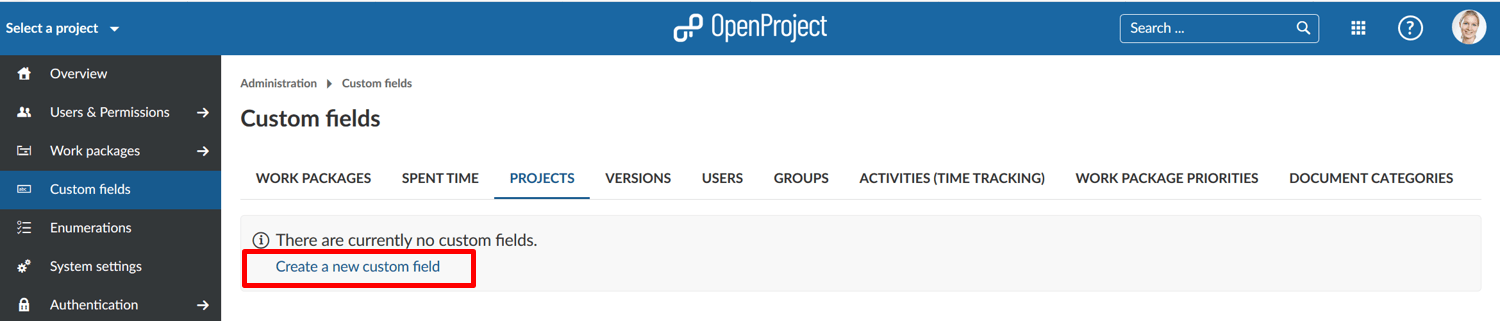 Select a project
OpenProject
Search ...
Overview
Users & Permissions
Work packages
Custom fields
Enumerations
System settings
Authentication
Administration Custom fields
Custom fields
WORK PACKAGES SPENT TIME PROJECTS VERSIONS USERS GROUPS ACTIVITIES (TIME TRACKING) WORK PACKAGE PRIORITIES DOCUMENT CATEGORIES
There are currently no custom fields.
Create a new custom field